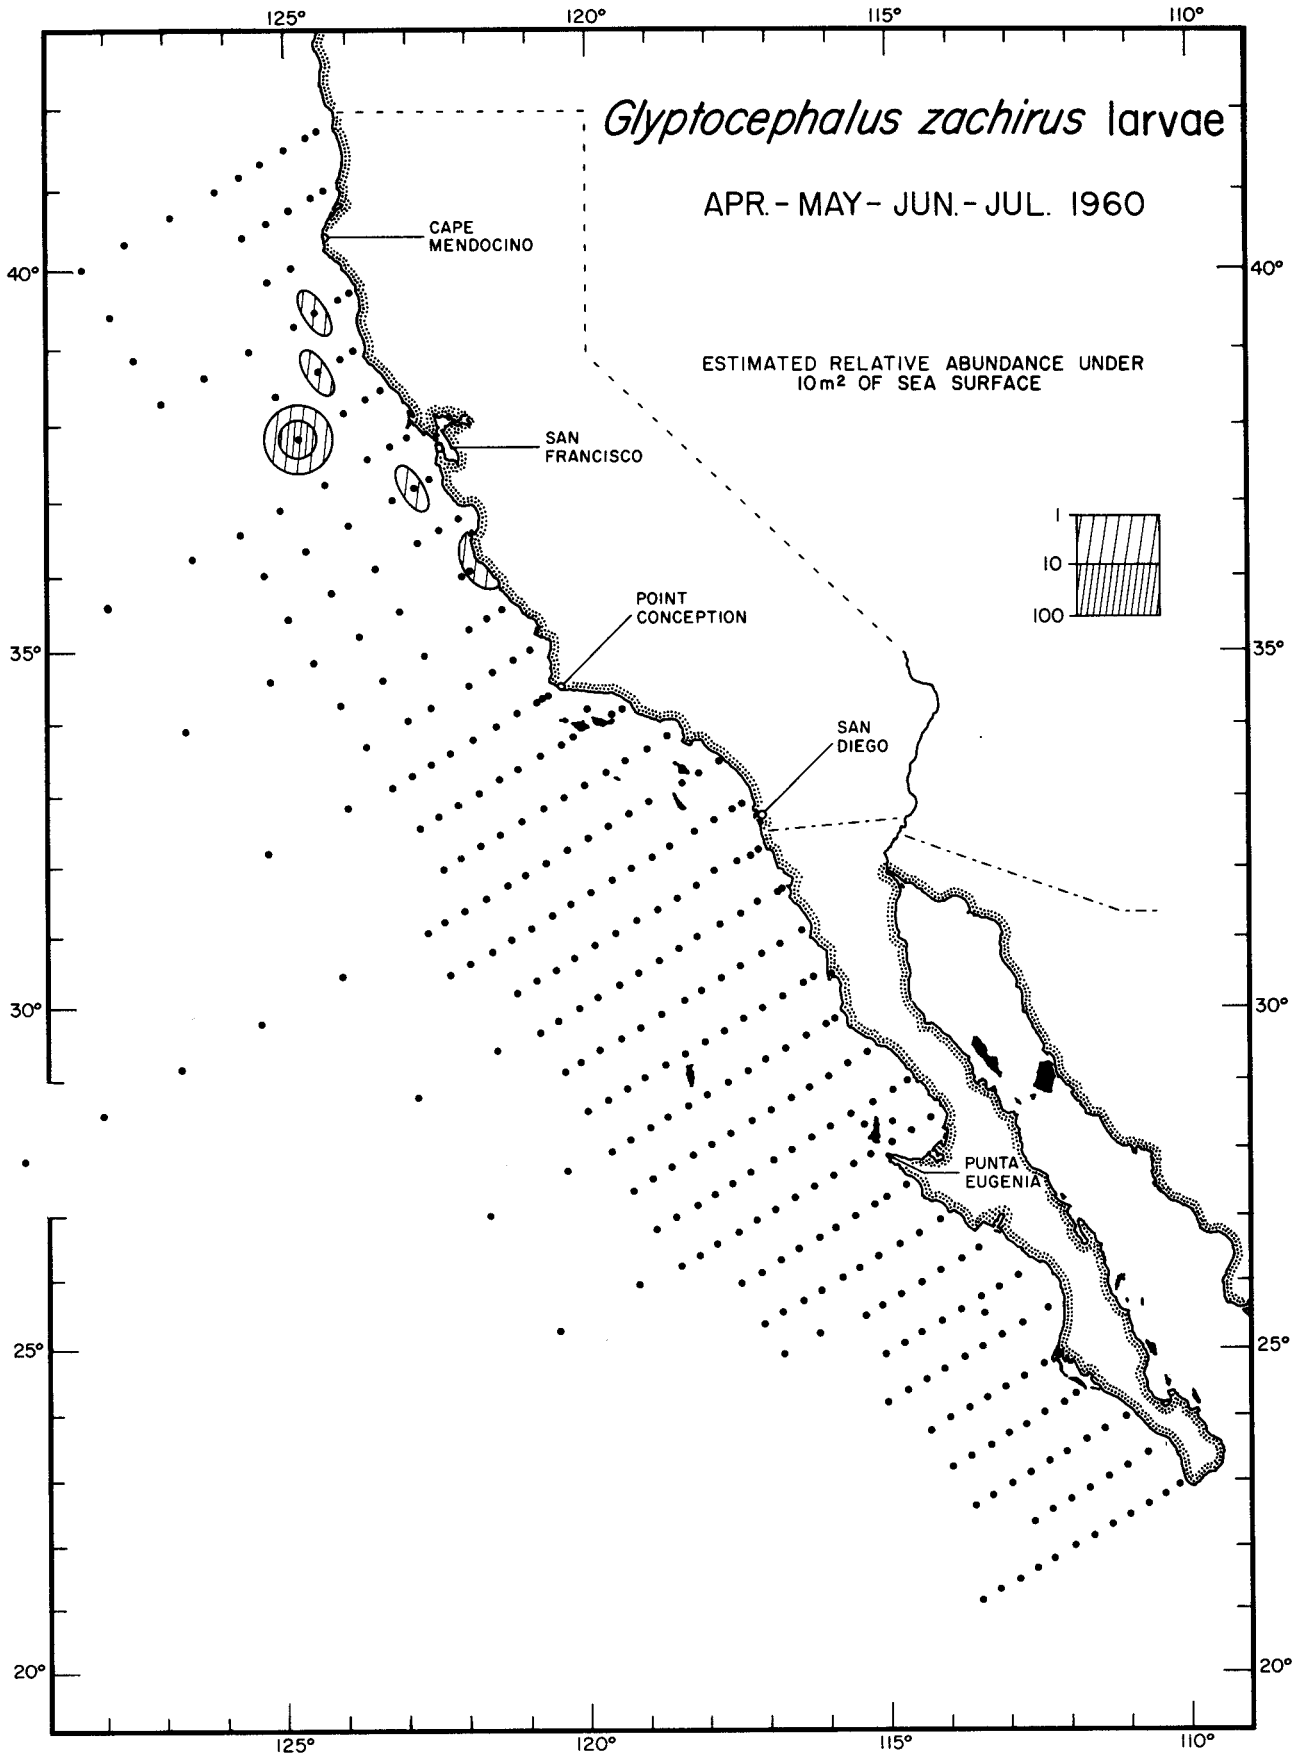 125° 120° 115° 110°
Glyptocephalus zachirus larvae
APR.-MAY-JUN.-JUL. 1960
CAPE
MENDOCINO
40° 40°
ESTIMATED RELATIVE ABUNDANCE UNDER
10m² OF SEA SURFACE
SAN
FRANCISCO
1
10
100
POINT
CONCEPTION
35° 35°
SAN
DIEGO
30° 30°
PUNTA
EUGENIA
25° 25°
20° 20°
125° 120° 115° 110°